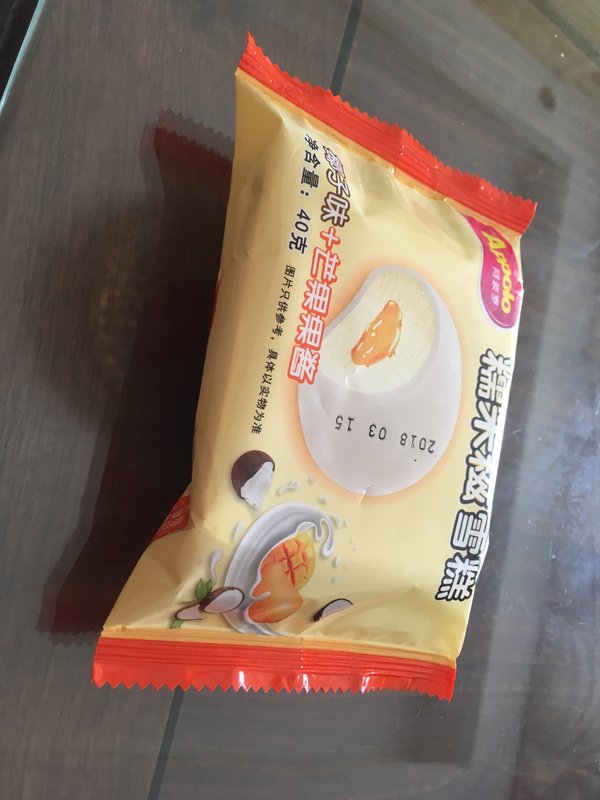 Appolo
阿波罗
糯米糍雪糕
2018 03 15
椰子味+芒果果酱
净含量: 40克
图片只供参考，具体以实物为准